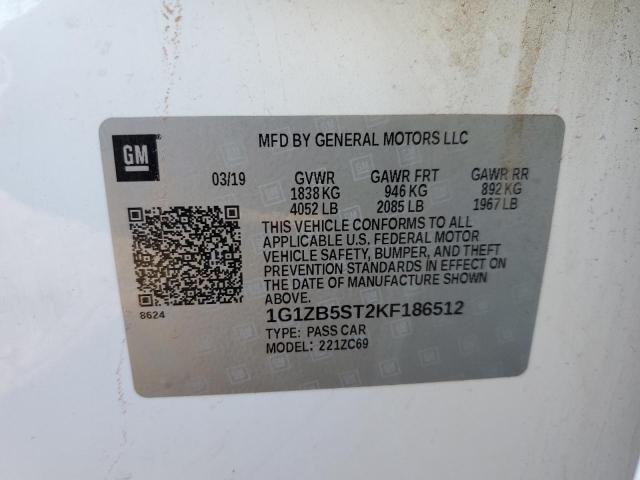 GM
MFD BY GENERAL MOTORS LLC
03/19 GVWR GAWR FRT GAWR RR
1838 KG 946 KG 892 KG
4052 LB 2085 LB 1967 LB
THIS VEHICLE CONFORMS TO ALL
APPLICABLE U.S. FEDERAL MOTOR
VEHICLE SAFETY, BUMPER, AND THEFT
PREVENTION STANDARDS IN EFFECT ON
THE DATE OF MANUFACTURE SHOWN
ABOVE.
8624
1G1ZB5ST2KF186512
TYPE: PASS CAR
MODEL: 221ZC69